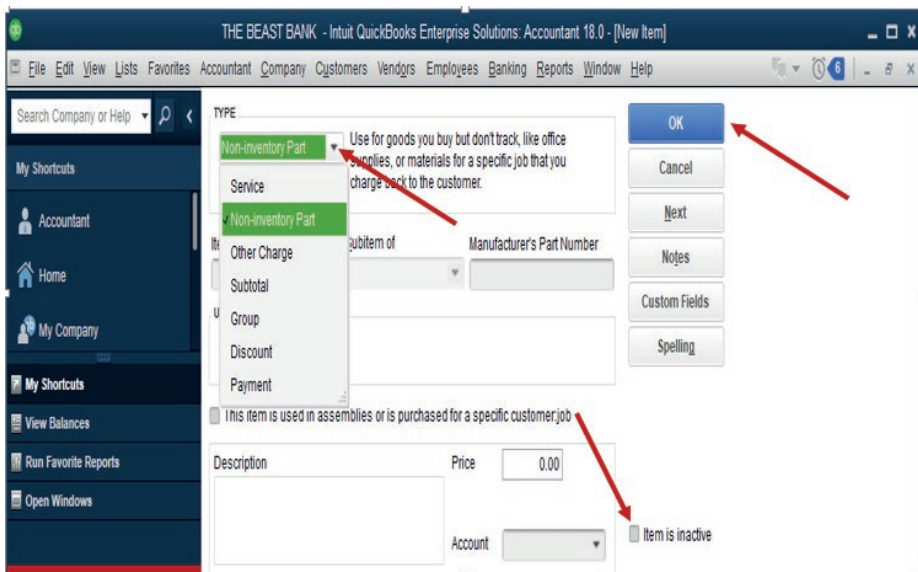 THE BEAST BANK - Intuit QuickBooks Enterprise Solutions: Accountant 18.0 - [New Item]
File Edit View Lists Favorites Accountant Company Customers Vendors Employees Banking Reports Window Help
6
Search Company or Help
My Shortcuts
Accountant
Home
My Company
My Shortcuts
View Balances
Run Favorite Reports
Open Windows
TYPE
Non-inventory Part
Use for goods you buy but don't track, like office
supplies, or materials for a specific job that you
charge back to the customer.
Service
Non-inventory Part
Other Charge
Subtotal
Group
Discount
Payment
Subitem of
Manufacturer's Part Number
This item is used in assemblies or is purchased for a specific customer:job
Description
Price
0.00
Account
Item is inactive
OK
Cancel
Next
Notes
Custom Fields
Spelling